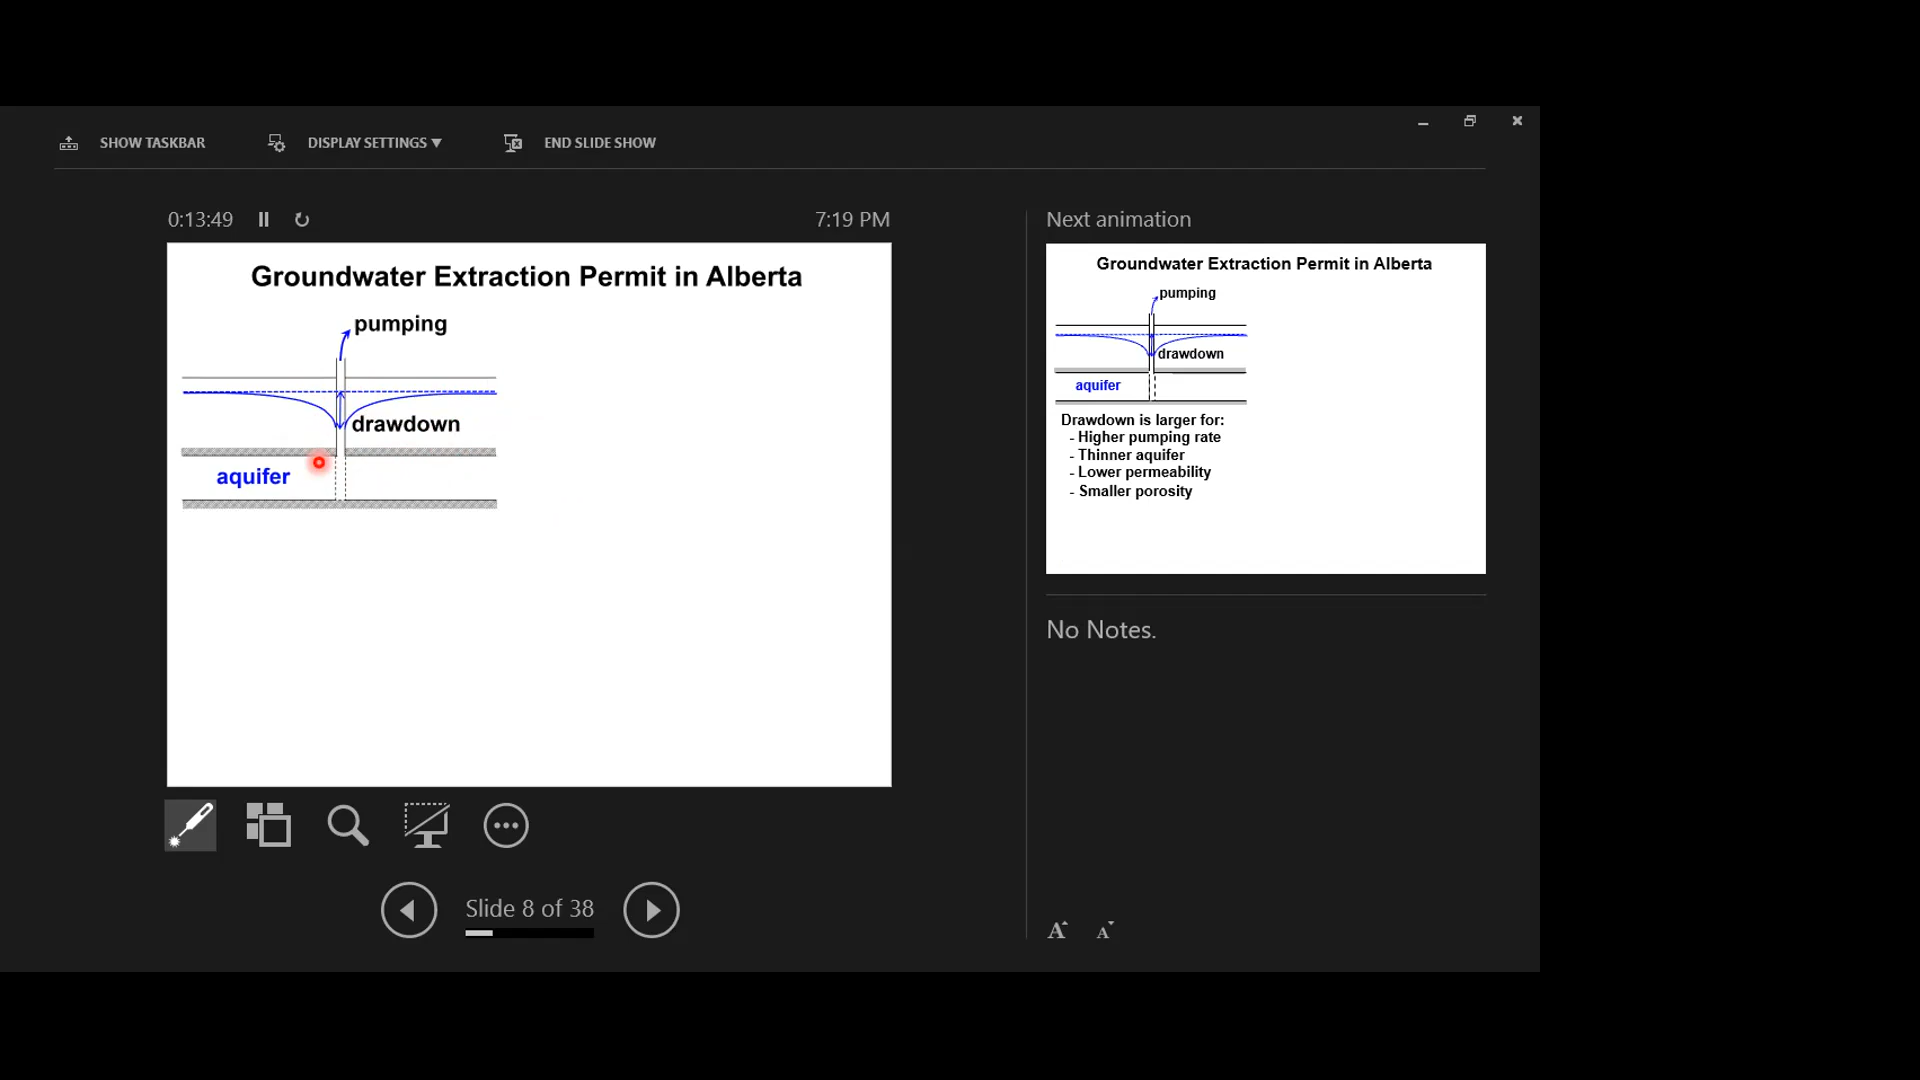 SHOW TASKBAR
DISPLAY SETTINGS ▼
END SLIDE SHOW
0:13:49
7:19 PM
Groundwater Extraction Permit in Alberta
pumping
drawdown
aquifer
Slide 8 of 38
Next animation
Groundwater Extraction Permit in Alberta
pumping
drawdown
aquifer
Drawdown is larger for:
- Higher pumping rate
- Thinner aquifer
- Lower permeability
- Smaller porosity
No Notes.
A A